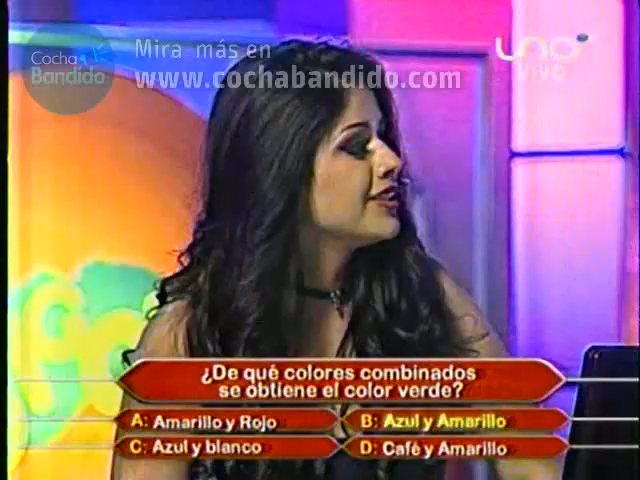 Cocha
Bandido
Mira más en
www.cochabandido.com
uno
VIVO
¿De qué colores combinados
se obtiene el color verde?
A: Amarillo y Rojo
B: Azul y Amarillo
C: Azul y blanco
D: Café y Amarillo